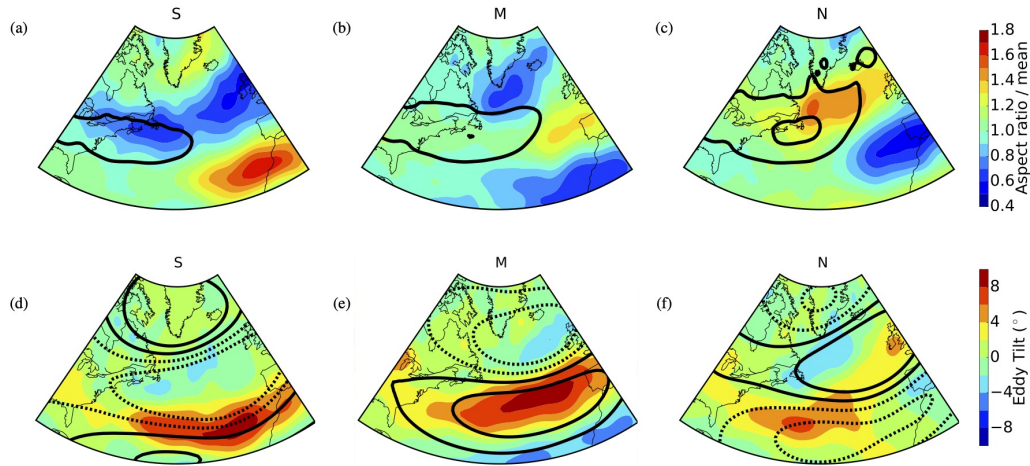 S M N
(a) (b) (c)
1.8
1.6
1.4
1.2
1.0
0.8
0.6
0.4
Aspect ratio / mean
S M N
(d) (e) (f)
8
4
0
−4
−8
Eddy Tilt (°)